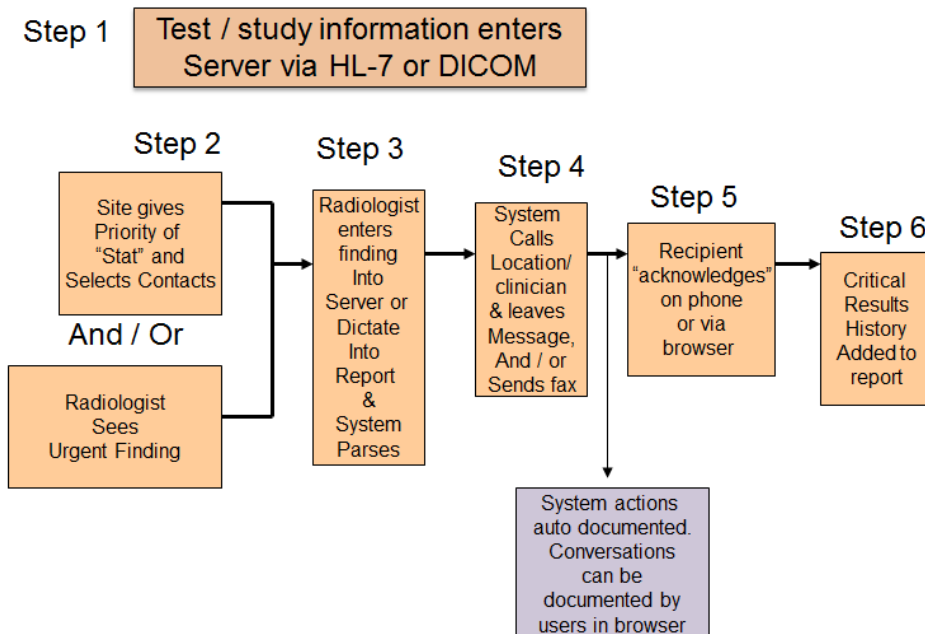 Step 1
Test / study information enters
Server via HL-7 or DICOM
Step 2
Site gives
Priority of
“Stat” and
Selects Contacts
And / Or
Radiologist
Sees
Urgent Finding
Step 3
Radiologist
enters
finding
Into
Server or
Dictate
Into
Report
&
System
Parses
Step 4
System
Calls
Location/
clinician
& leaves
Message,
And / or
Sends fax
Step 5
Recipient
“acknowledges”
on phone
or via
browser
Step 6
Critical
Results
History
Added to
report
System actions
auto documented.
Conversations
can be
documented by
users in browser